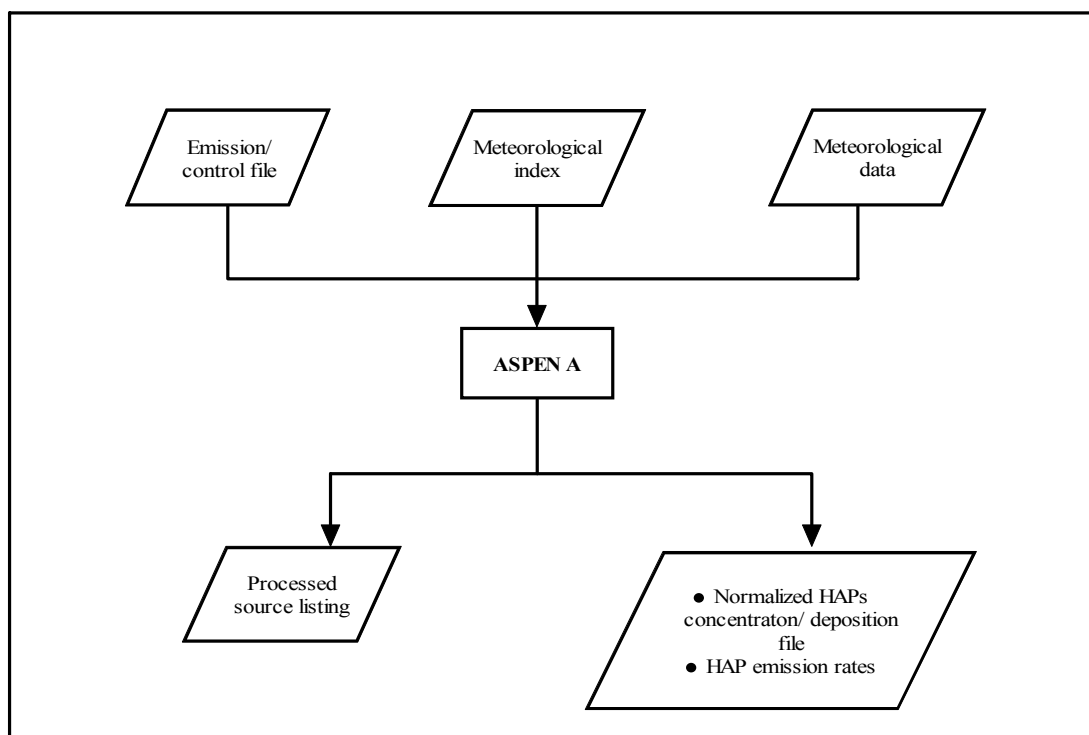 Emission/
control file
Meteorological
index
Meteorological
data
ASPEN A
Processed
source listing
● Normalized HAPs
concentraton/ deposition
file
● HAP emission rates